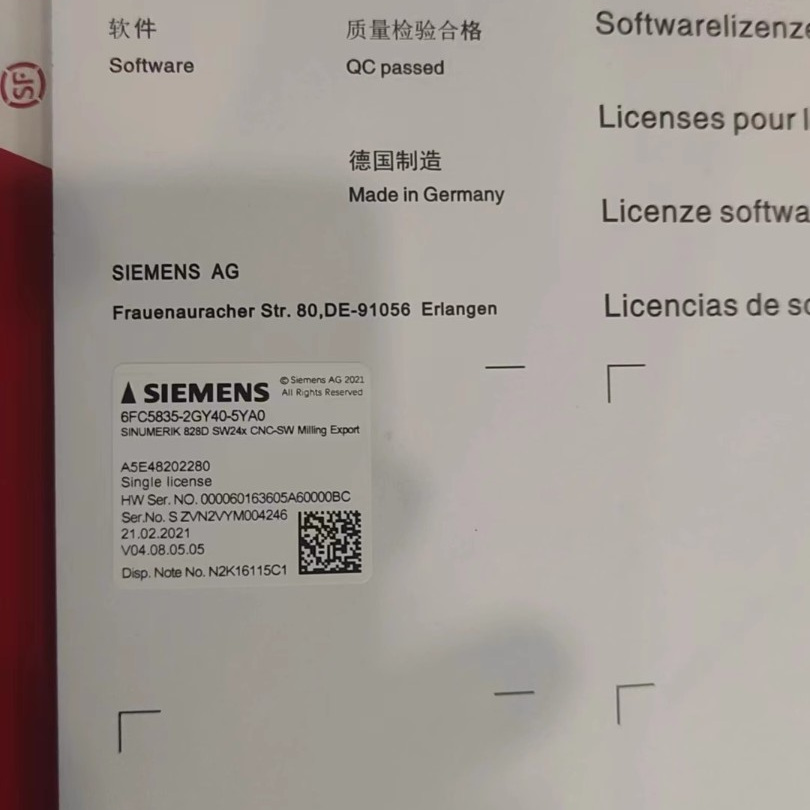 软件
Software
质量检验合格
QC passed
德国制造
Made in Germany
SIEMENS AG
Frauenauracher Str. 80,DE-91056 Erlangen
SIEMENS
© Siemens AG 2021
All Rights Reserved
6FC5835-2GY40-5YA0
SINUMERIK 828D SW24x CNC-SW Milling Export
A5E48202280
Single license
HW Ser. NO. 000060163605A60000BC
Ser.No. S ZVN2VYM004246
21.02.2021
V04.08.05.05
Disp. Note No. N2K16115C1
Softwarelizenze
Licenses pour l
Licenze softwa
Licencias de so
SF